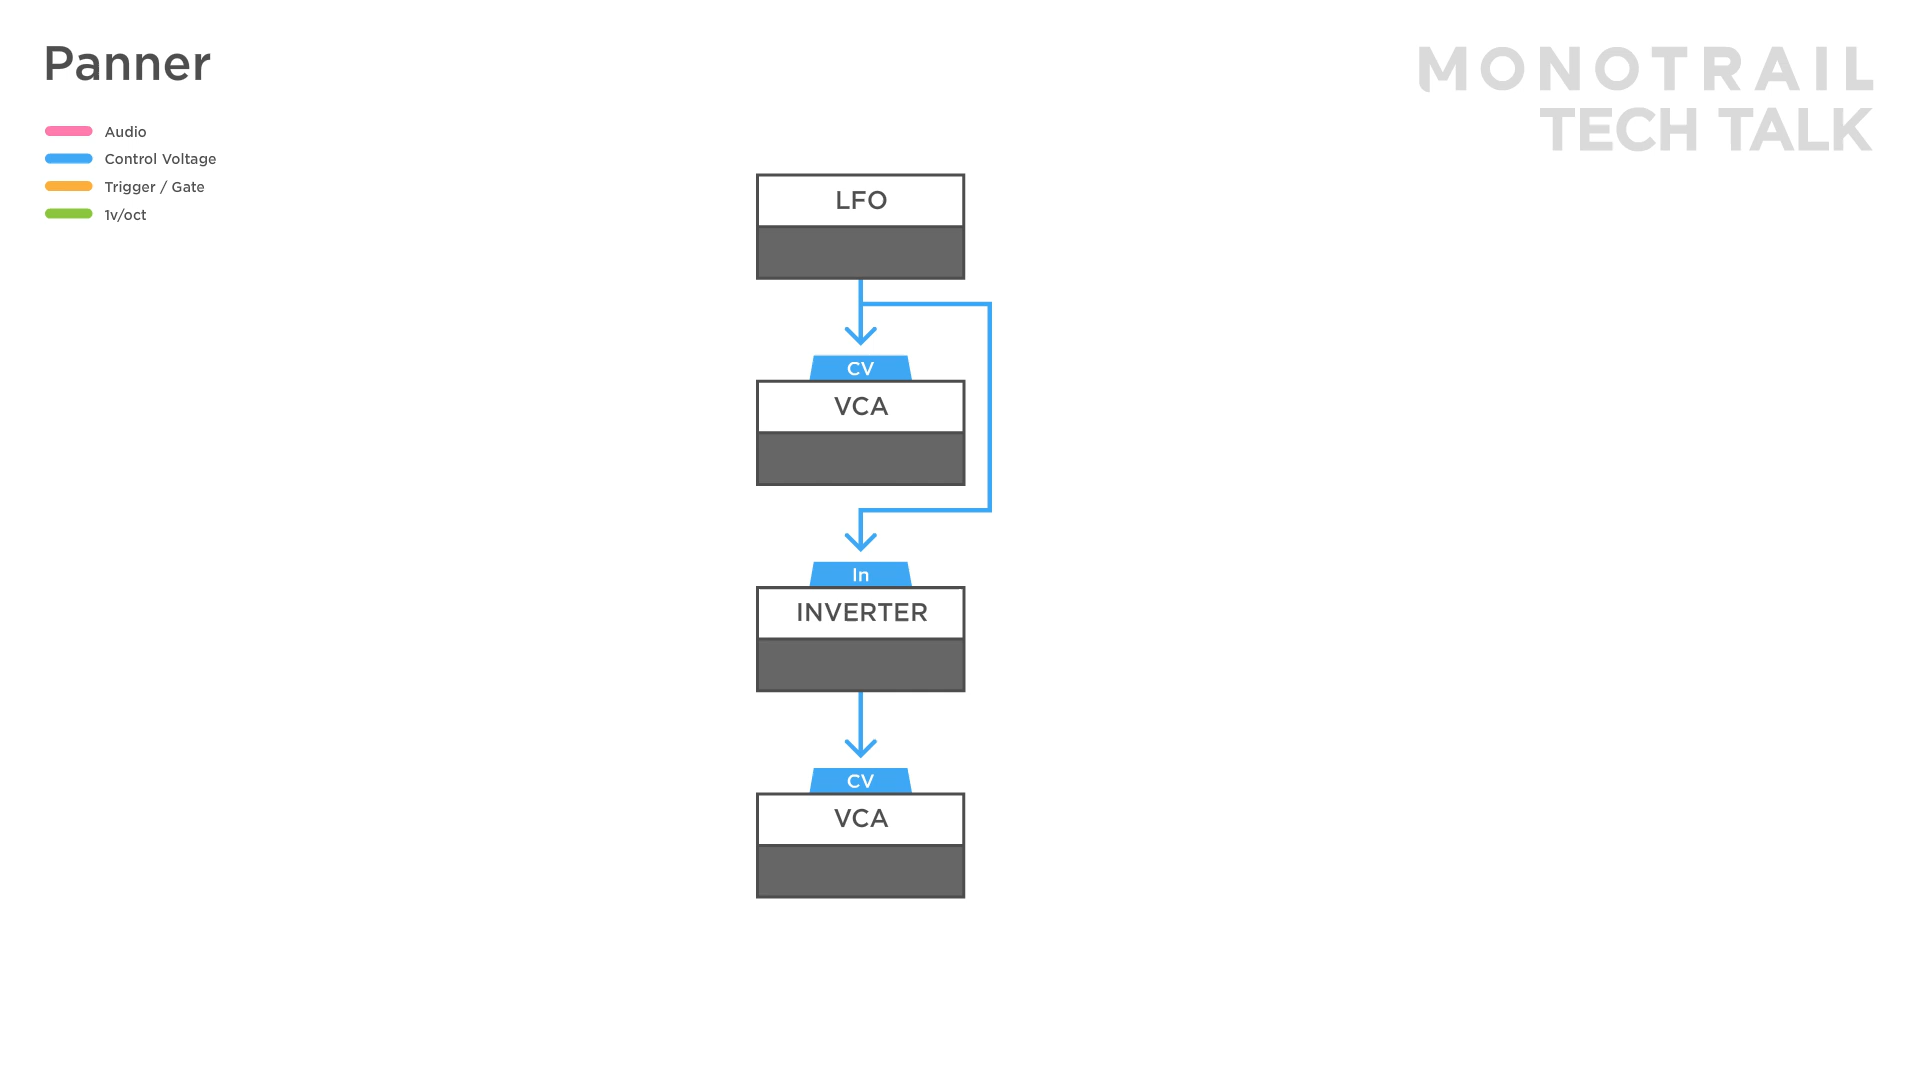 Panner
MONOTRAIL
TECH TALK
Audio
Control Voltage
Trigger / Gate
1v/oct
LFO
CV
VCA
In
INVERTER
CV
VCA